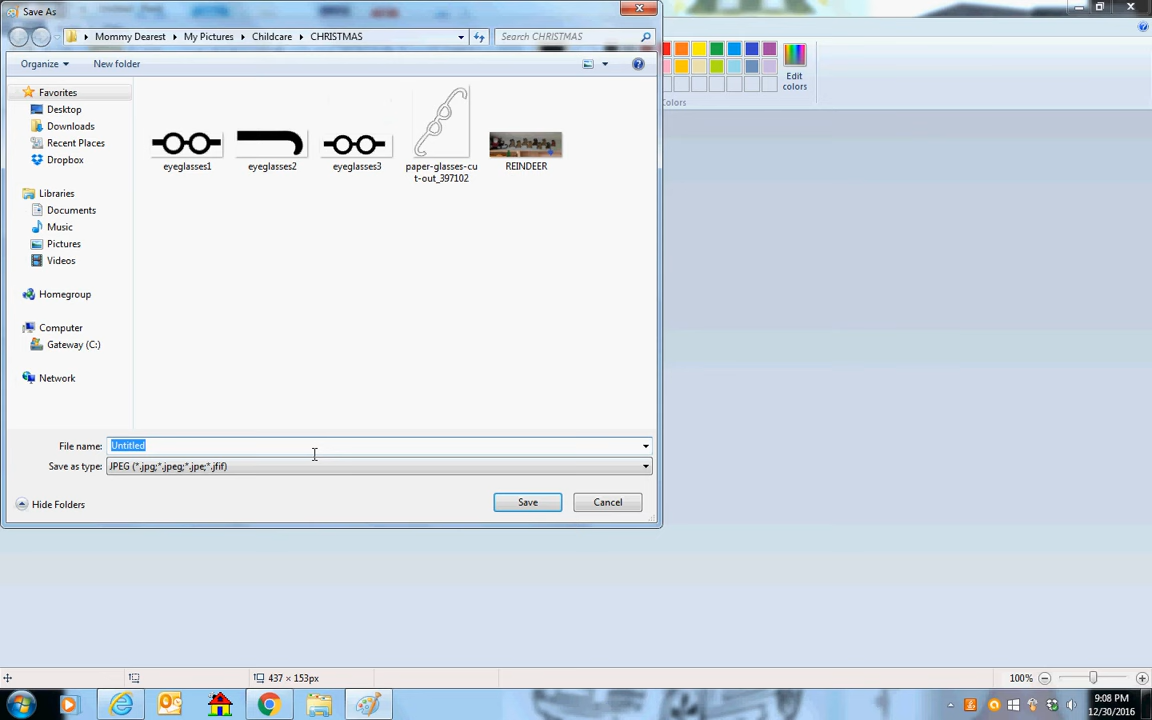 Save As
Mommy Dearest
My Pictures
Childcare
CHRISTMAS
Search CHRISTMAS
Organize
New folder
Edit
colors
Colors
Favorites
Desktop
Downloads
Recent Places
Dropbox
Libraries
Documents
Music
Pictures
Videos
Homegroup
Computer
Gateway (C:)
Network
eyeglasses1
eyeglasses2
eyeglasses3
paper-glasses-cu
t-out_397102
REINDEER
File name: Untitled
Save as type: JPEG (*.jpg;*.jpeg;*.jpe;*.jfif)
Hide Folders
Save
Cancel
437 × 153px
100%
9:08 PM
12/30/2016